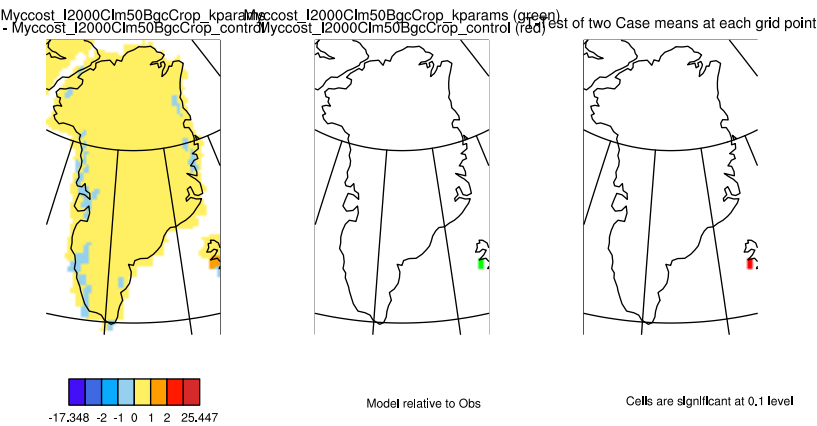 Myccost_I2000Clm50BgcCrop_kparams
- Myccost_I2000Clm50BgcCrop_control
Myccost_I2000Clm50BgcCrop_kparams (green)
Myccost_I2000Clm50BgcCrop_control (red)
T-Test of two Case means at each grid point
-17.348 -2 -1 0 1 2 25.447
Model relative to Obs
Cells are significant at 0.1 level